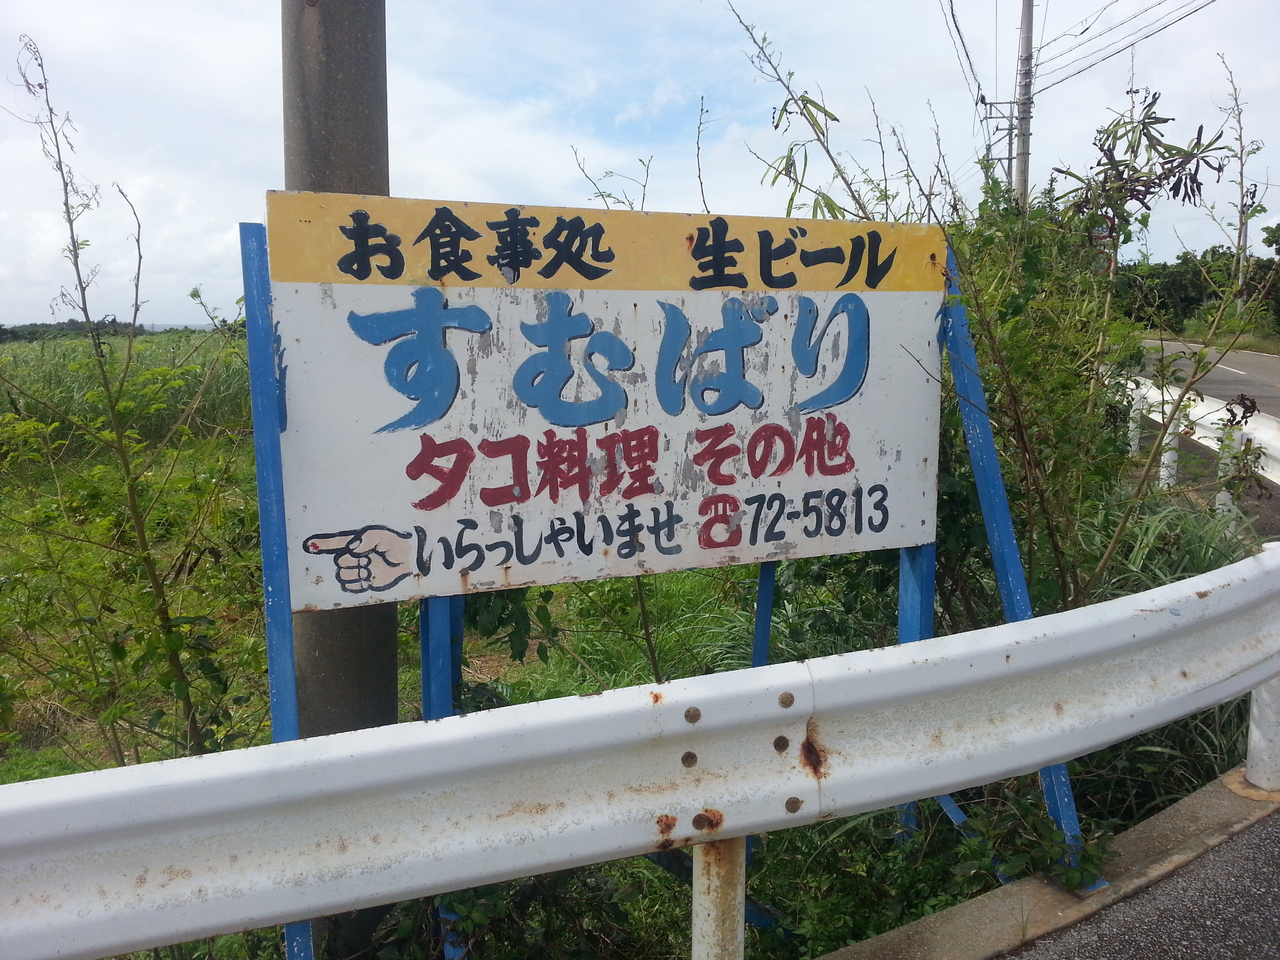 お食事処 生ビール
すむばり
タコ料理 その他
いらっしゃいませ ☎72-5813